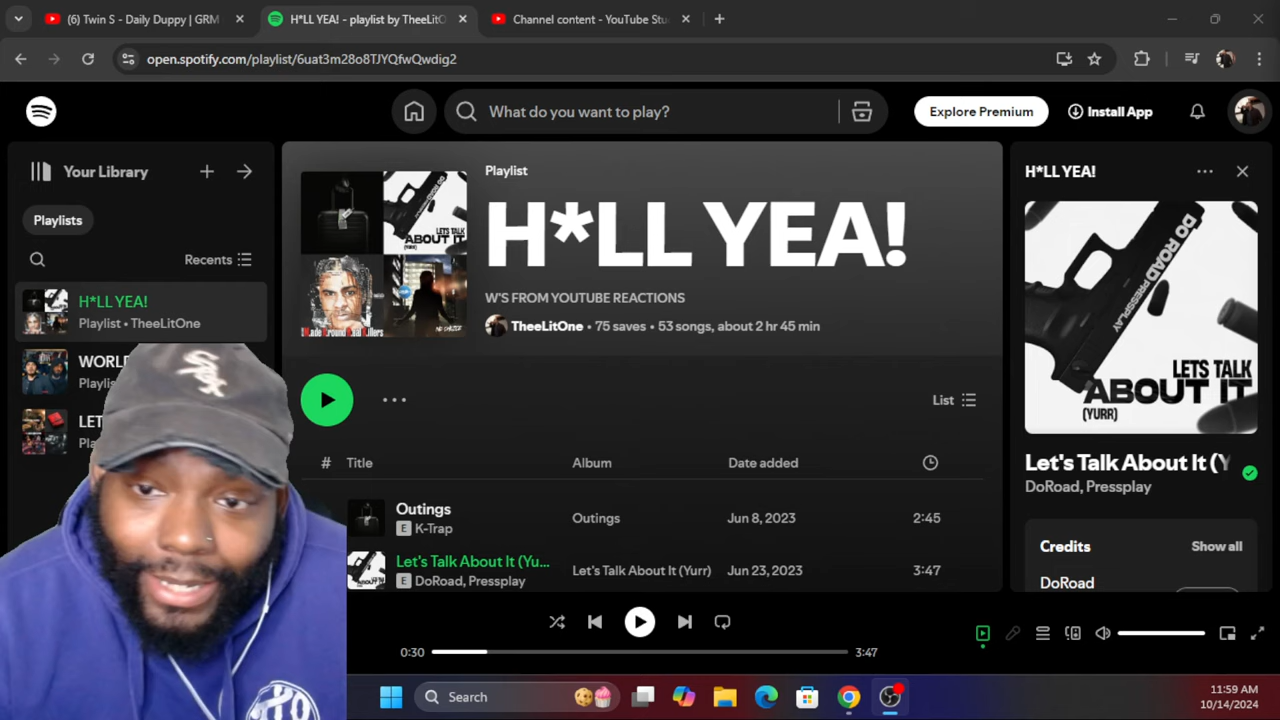 (6) Twin S - Daily Duppy | GRM
H*LL YEA! - playlist by TheeLitO
Channel content - YouTube Stu
open.spotify.com/playlist/6uat3m28o8TJYQfwQwdig2
What do you want to play?
Explore Premium
Install App
Your Library
Playlists
Recents
H*LL YEA!
Playlist • TheeLitOne
WORL
Playlis
LET
Pla
Playlist
H*LL YEA!
W'S FROM YOUTUBE REACTIONS
TheeLitOne • 75 saves • 53 songs, about 2 hr 45 min
List
# Title Album Date added
Outings
E K-Trap
Outings
Jun 8, 2023
2:45
Let's Talk About It (Yu...
E DoRoad, Pressplay
Let's Talk About It (Yurr)
Jun 23, 2023
3:47
H*LL YEA!
DO ROAD PRESSPLAY
LETS TALK
ABOUT IT
(YURR)
Let's Talk About It (Y
DoRoad, Pressplay
Credits
Show all
DoRoad
0:30
3:47
Search
11:59 AM
10/14/2024